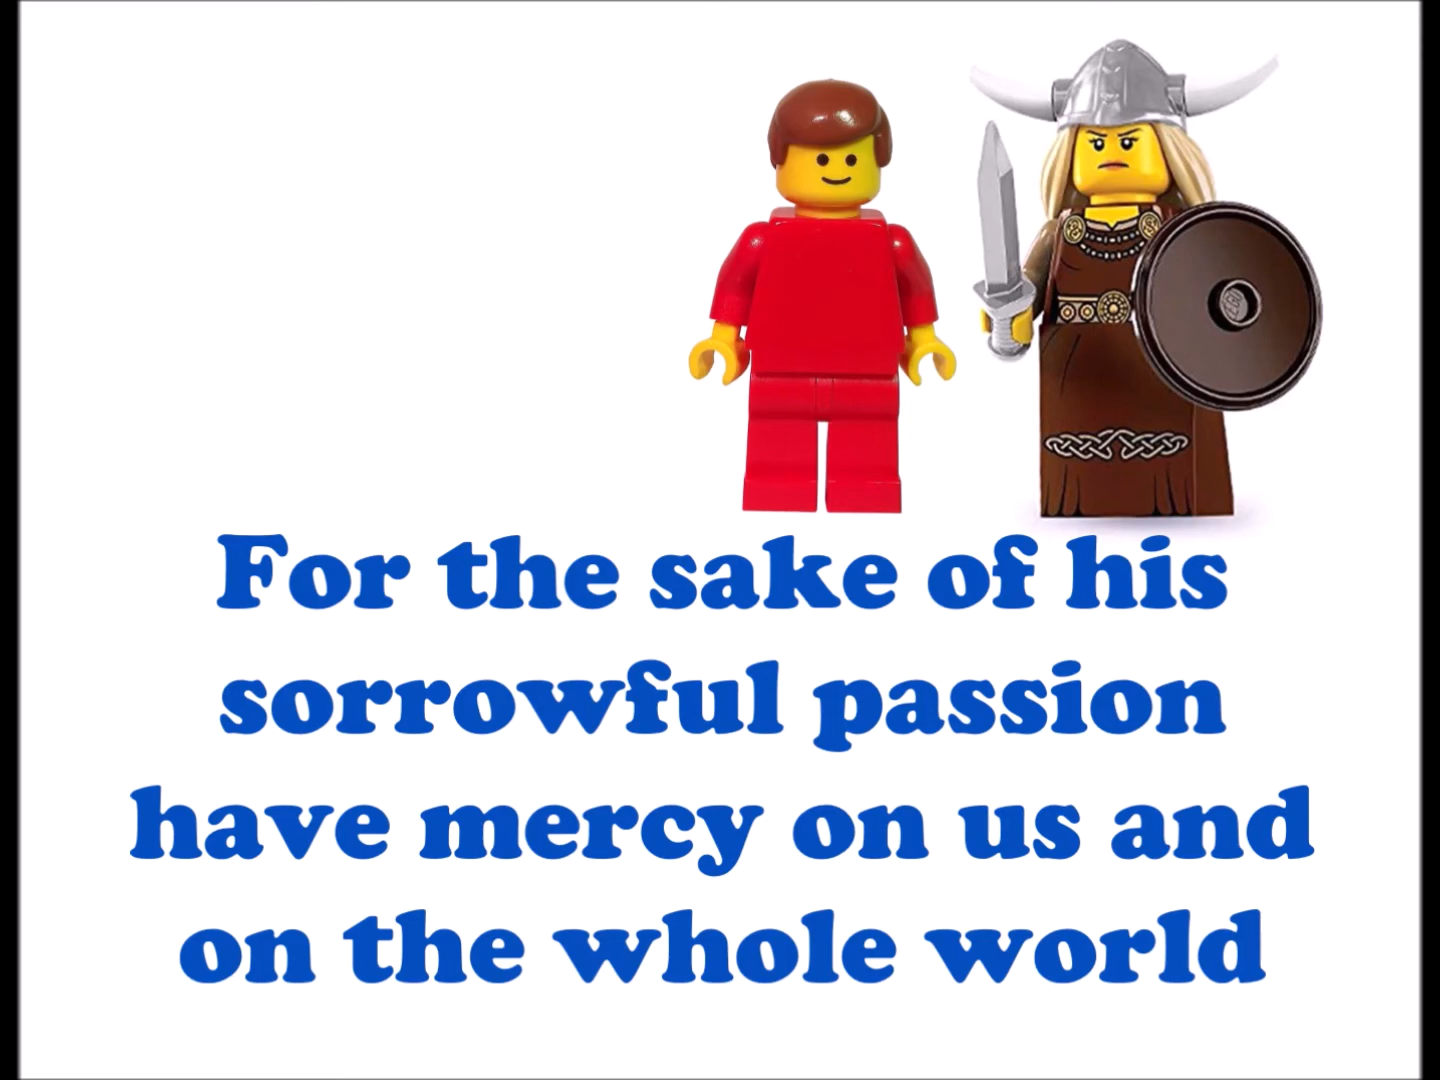 For the sake of his
sorrowful passion
have mercy on us and
on the whole world